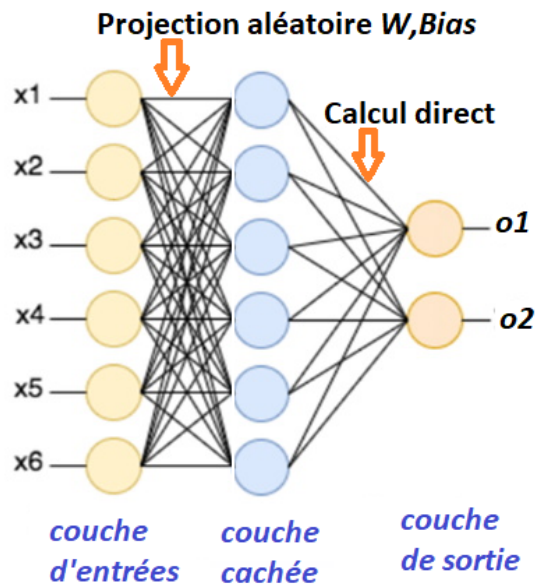 Projection aléatoire W,Bias
Calcul direct
x1
x2
x3
x4
x5
x6
o1
o2
couche
d'entrées
couche
cachée
couche
de sortie